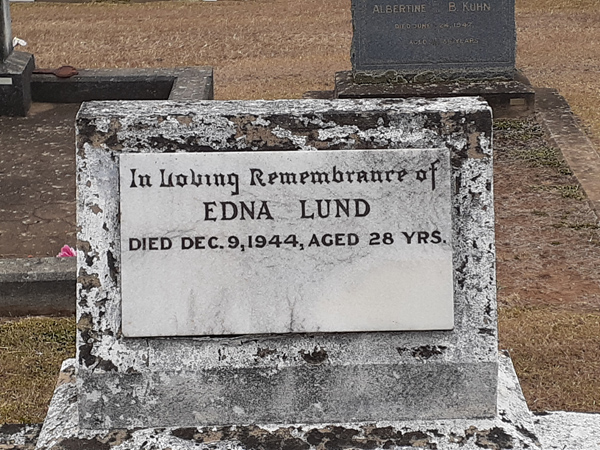 ALBERTINE B KUHN
In Loving Remembrance of
EDNA LUND
DIED DEC. 9, 1944, AGED 28 YRS.